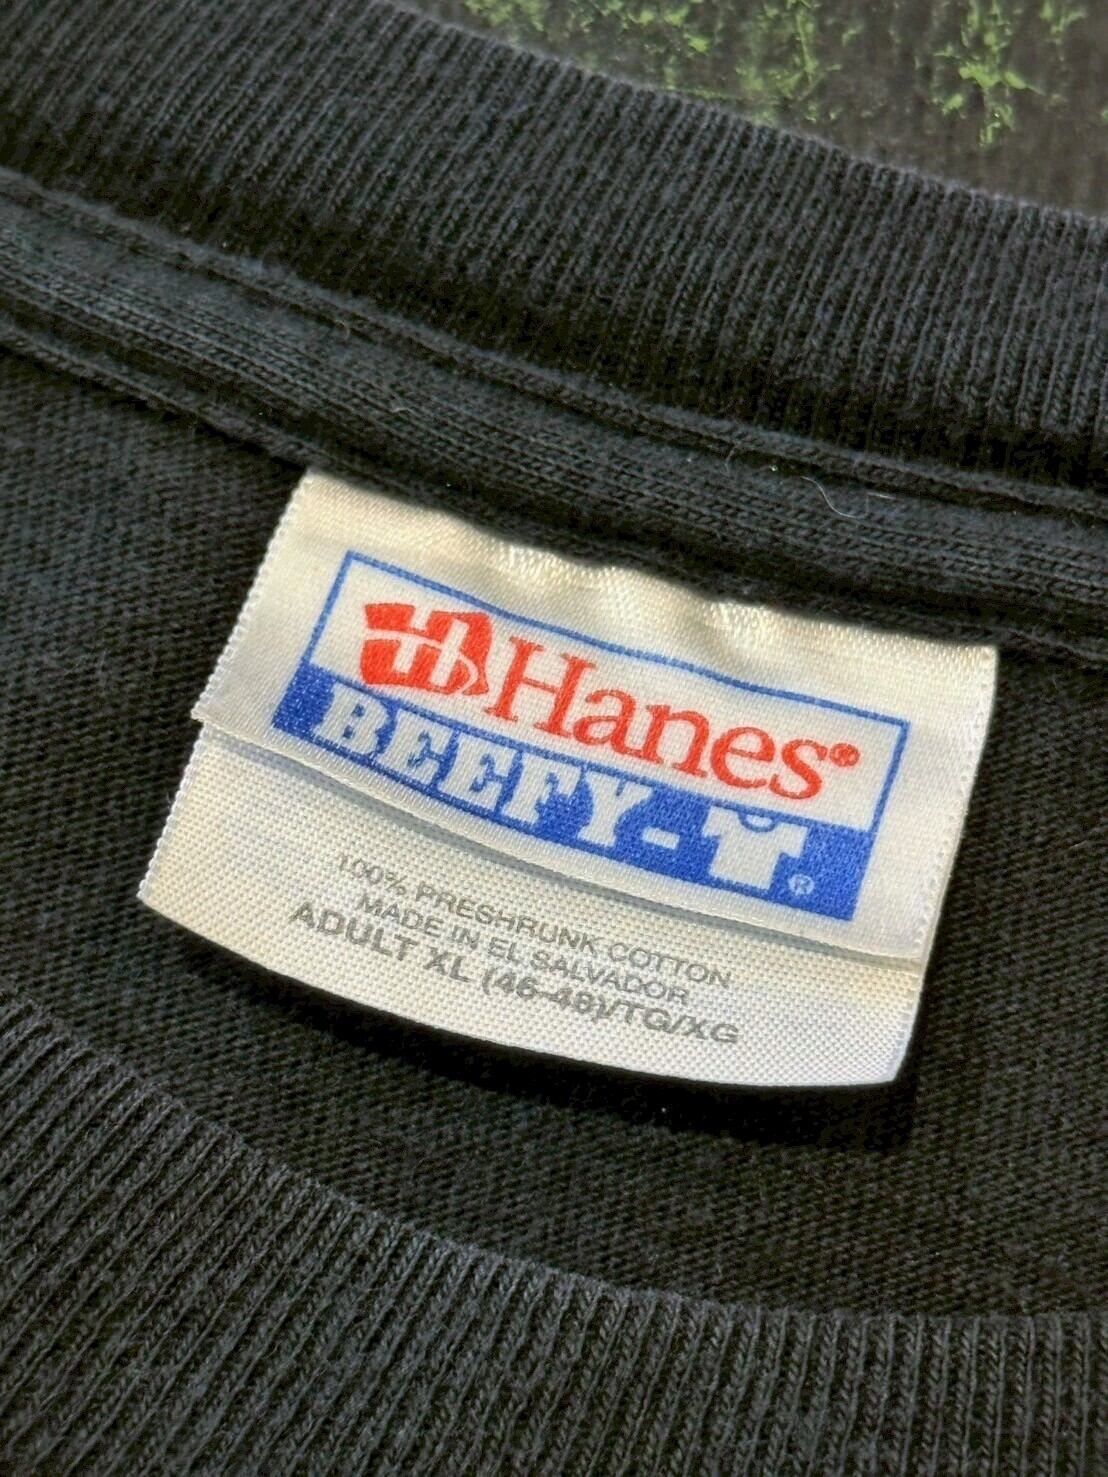 Hanes®
BEEFY-T®
100% PRESHRUNK COTTON
MADE IN EL SALVADOR
ADULT XL (46-48)/TG/XG